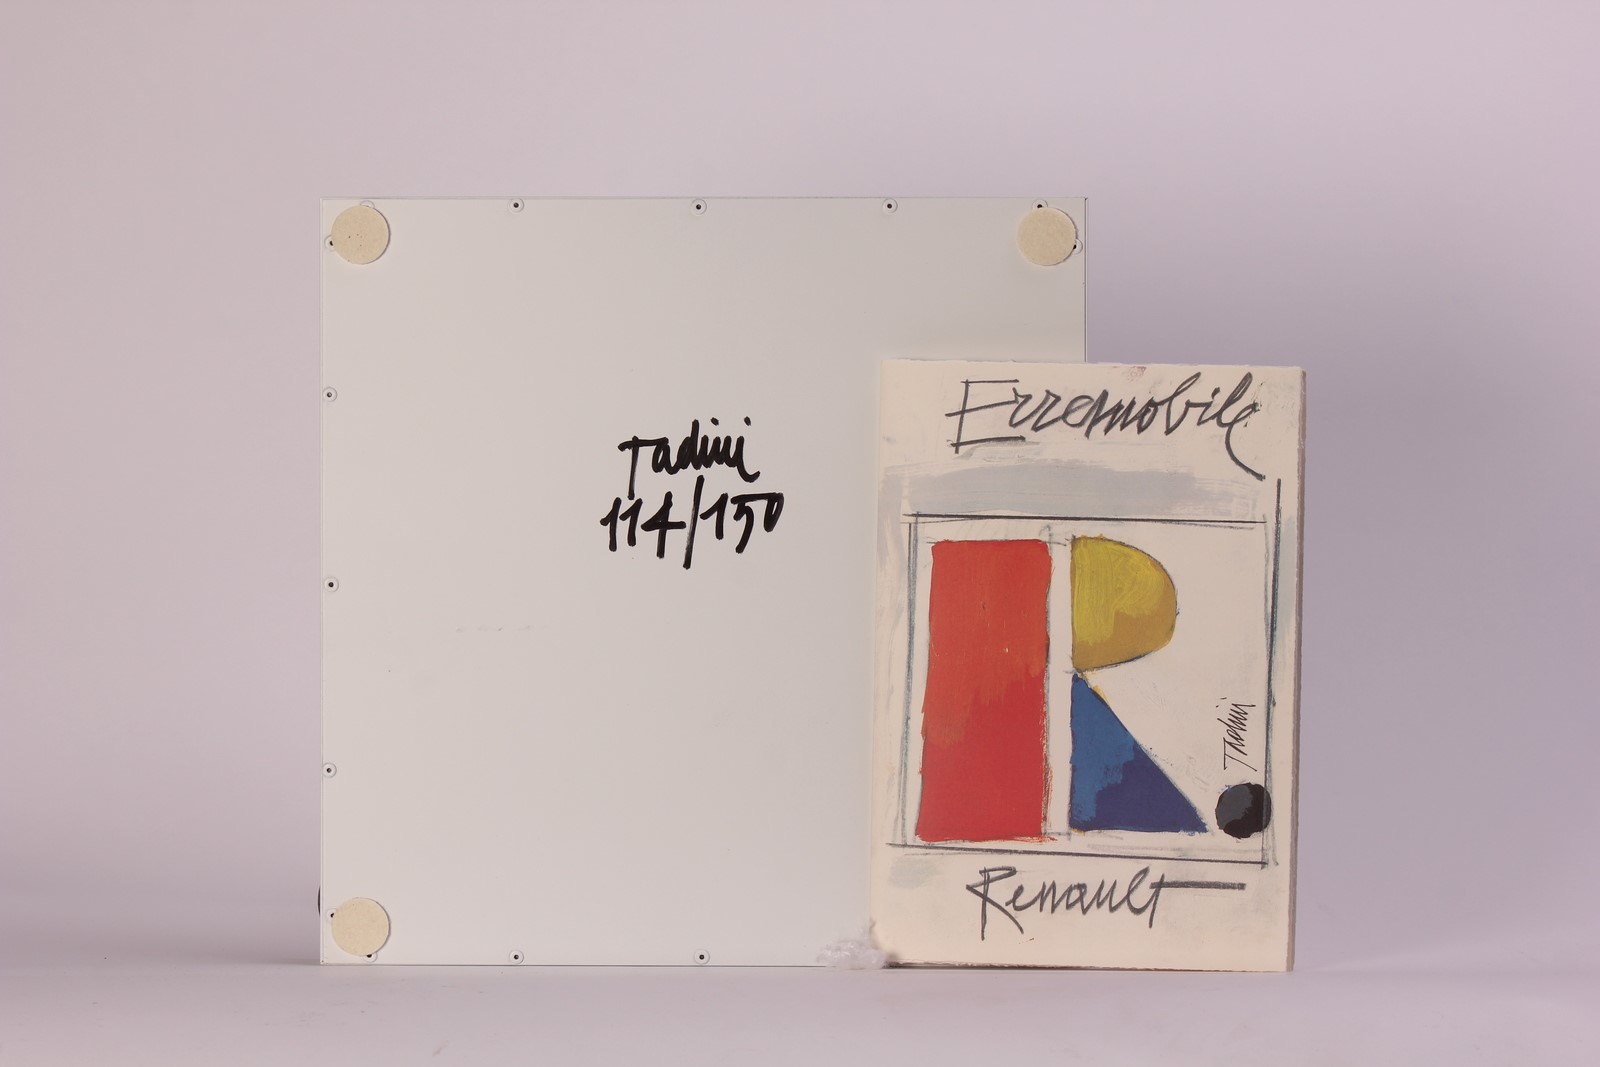 Tadini
114/150
Erremobile
R
Tadini
Renault